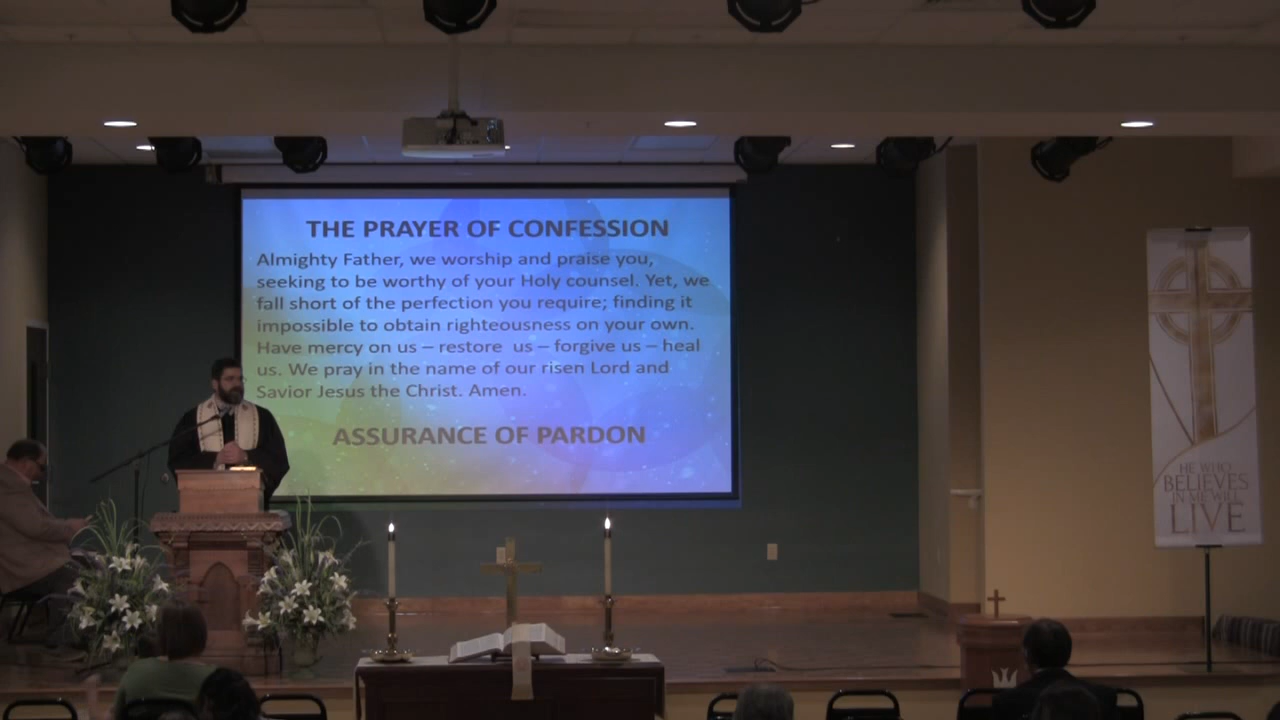 THE PRAYER OF CONFESSION
Almighty Father, we worship and praise you,
seeking to be worthy of your Holy counsel. Yet, we
fall short of the perfection you require; finding it
impossible to obtain righteousness on your own.
Have mercy on us – restore us – forgive us – heal
us. We pray in the name of our risen Lord and
Savior Jesus the Christ. Amen.
ASSURANCE OF PARDON
HE WHO
BELIEVES
IN ME WILL
LIVE